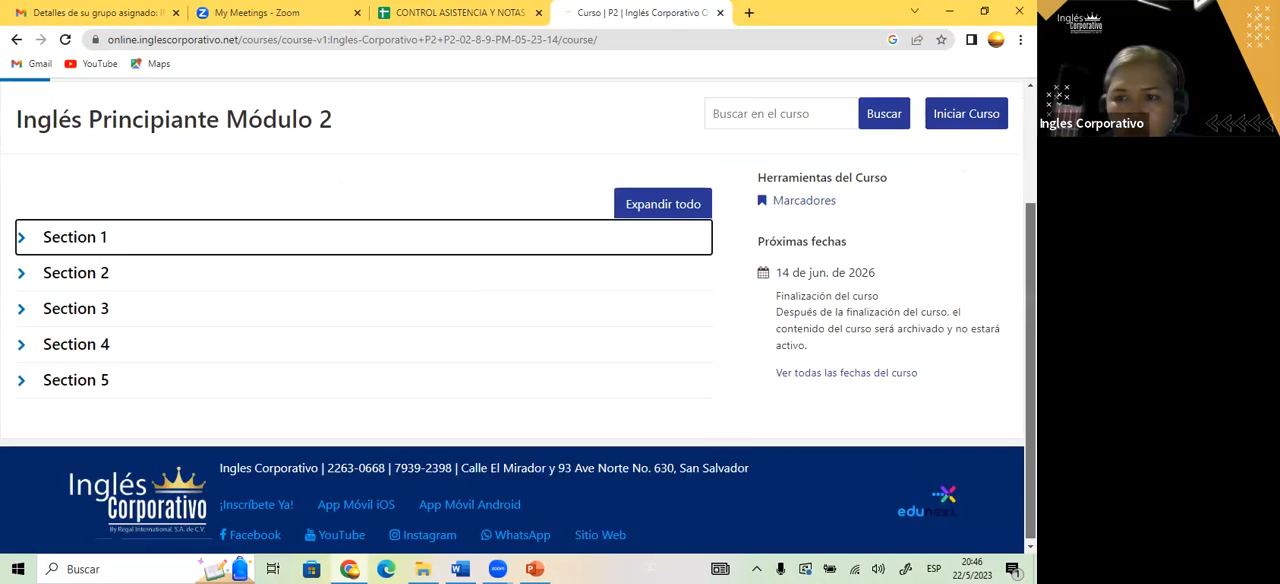 Detalles de su grupo asignado: I
My Meetings - Zoom
CONTROL ASISTENCIA Y NOTAS
Curso | P2 | Inglés Corporativo O
online.inglescorporativo.net/courses/course-v1:Ingles-Corporativo+P2+P2-02-8-9-PM-05-23-14/course/
Gmail
YouTube
Maps
Inglés Principiante Módulo 2
Buscar en el curso
Buscar
Iniciar Curso
Expandir todo
Section 1
Section 2
Section 3
Section 4
Section 5
Herramientas del Curso
Marcadores
Próximas fechas
14 de jun. de 2026
Finalización del curso
Después de la finalización del curso, el
contenido del curso será archivado y no estará
activo.
Ver todas las fechas del curso
Inglés
Corporativo
By Regal International, S.A. de C.V.
Ingles Corporativo | 2263-0668 | 7939-2398 | Calle El Mirador y 93 Ave Norte No. 630, San Salvador
¡Inscríbete Ya!
App Móvil iOS
App Móvil Android
Facebook
YouTube
Instagram
WhatsApp
Sitio Web
Buscar
ESP
20:46
22/5/2023
Inglés
Corporativo
Ingles Corporativo